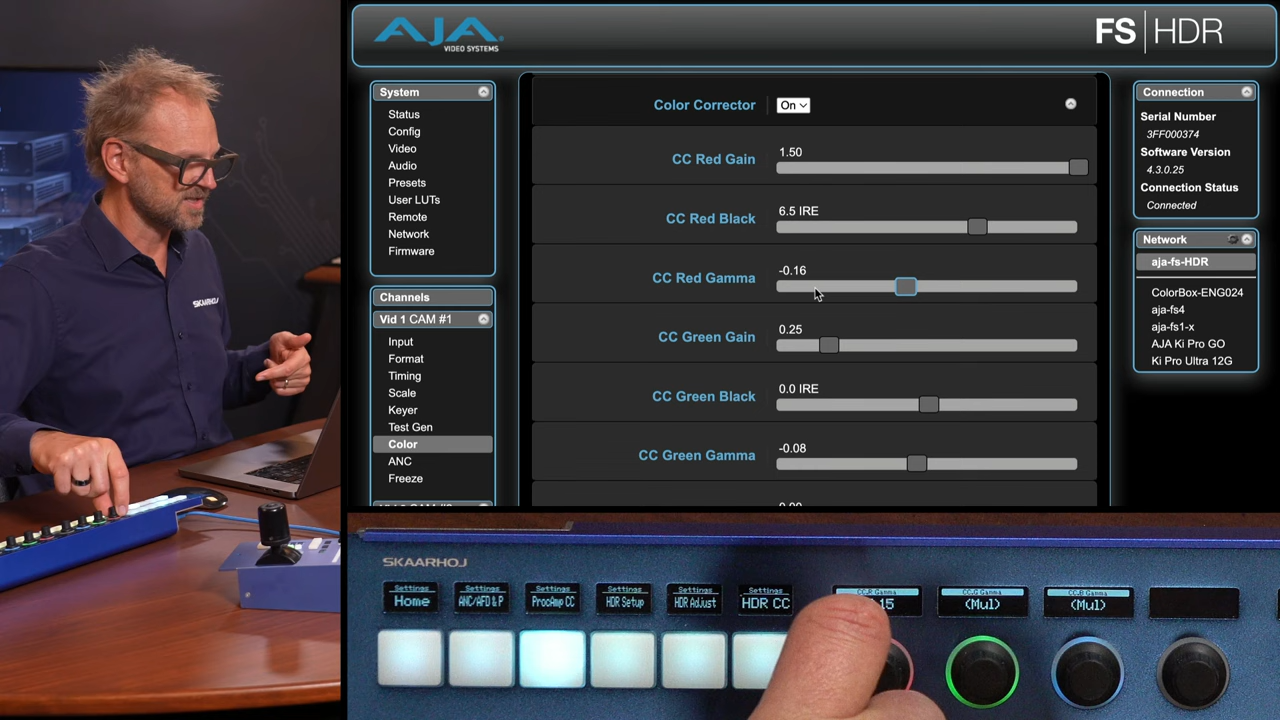 AJA
VIDEO SYSTEMS
FS HDR
System
Status
Config
Video
Audio
Presets
User LUTs
Remote
Network
Firmware
Channels
Vid 1 CAM #1
Input
Format
Timing
Scale
Keyer
Test Gen
Color
ANC
Freeze
Color Corrector
On
CC Red Gain
1.50
CC Red Black
6.5 IRE
CC Red Gamma
-0.16
CC Green Gain
0.25
CC Green Black
0.0 IRE
CC Green Gamma
-0.08
Connection
Serial Number
3FF000374
Software Version
4.3.0.25
Connection Status
Connected
Network
aja-fs-HDR
ColorBox-ENG024
aja-fs4
aja-fs1-x
AJA Ki Pro GO
Ki Pro Ultra 12G
SKAARHOJ
SKAARHOJ
Settings
Home
Settings
ANC/AFD & P
Settings
ProcAmp CC
Settings
HDR Setup
Settings
HDR Adjust
Settings
HDR CC
CC R Gamma
15
CC G Gamma
(Mul)
CC B Gamma
(Mul)